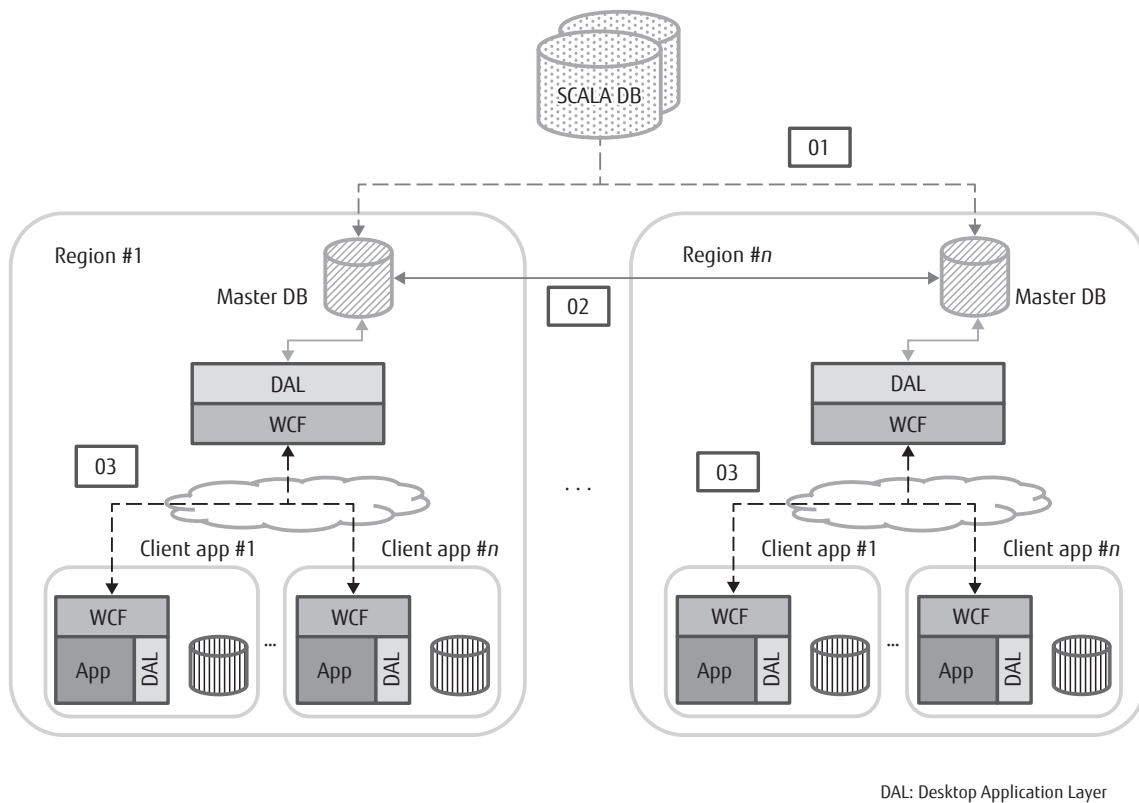 SCALA DB
01
Region #1
Region #n
Master DB
Master DB
02
DAL
WCF
DAL
WCF
03
03
...
Client app #1
Client app #n
Client app #1
Client app #n
WCF
App
DAL
...
WCF
App
DAL
WCF
App
DAL
...
WCF
App
DAL
DAL: Desktop Application Layer